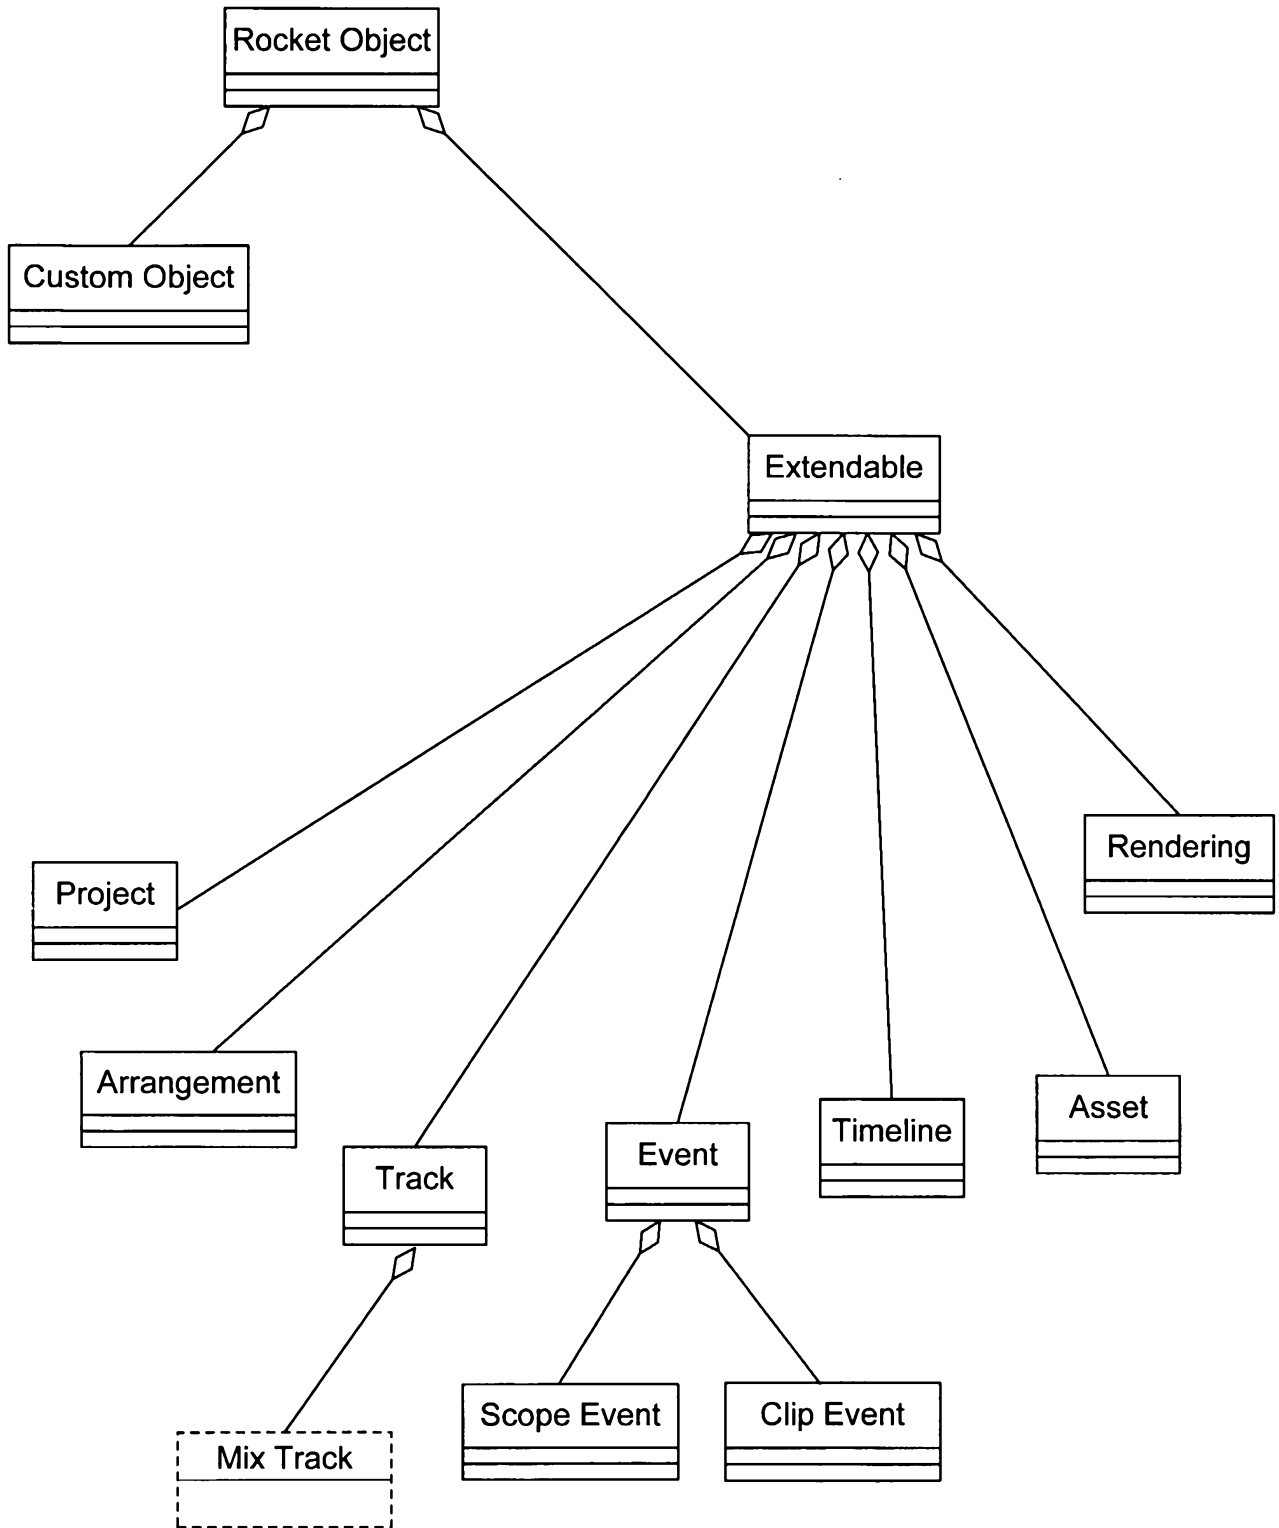 Rocket Object
Custom Object
Extendable
Rendering
Project
Arrangement
Asset
Timeline
Event
Track
Scope Event
Clip Event
Mix Track